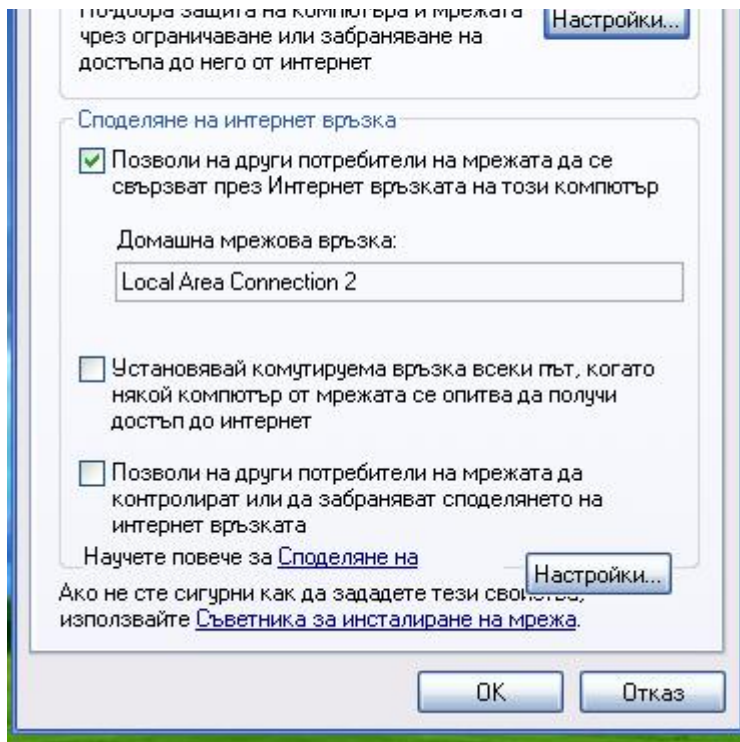 По-добра защита на компютъра и мрежата
чрез ограничаване или забраняване на
достъпа до него от интернет
Настройки...
Споделяне на интернет връзка
Позволи на други потребители на мрежата да се
свързват през Интернет връзката на този компютър
Домашна мрежова връзка:
Local Area Connection 2
Установявай комутируема връзка всеки път, когато
някой компютър от мрежата се опитва да получи
достъп до интернет
Позволи на други потребители на мрежата да
контролират или да забраняват споделянето на
интернет връзката
Научете повече за Споделяне на
Настройки...
Ако не сте сигурни как да зададете тези свойства,
използвайте Съветника за инсталиране на мрежа.
OK
Отказ